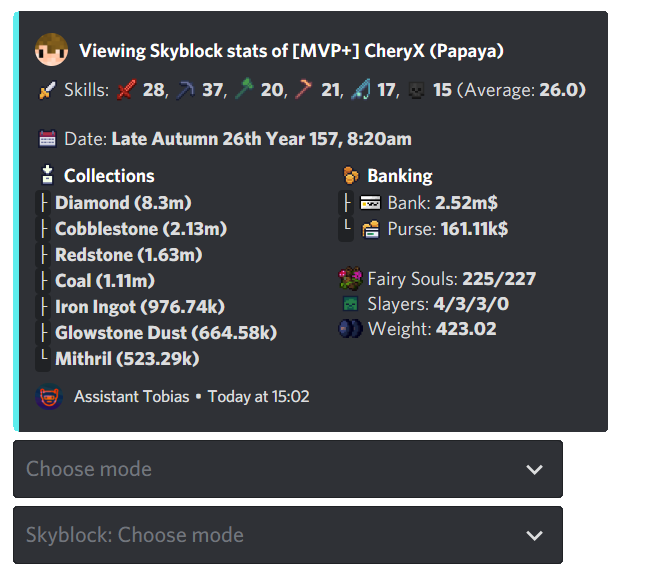 Viewing Skyblock stats of [MVP+] CheryX (Papaya)
Skills: 28, 37, 20, 21, 17, 15 (Average: 26.0)
Date: Late Autumn 26th Year 157, 8:20am
Collections
Diamond (8.3m)
Cobblestone (2.13m)
Redstone (1.63m)
Coal (1.11m)
Iron Ingot (976.74k)
Glowstone Dust (664.58k)
Mithril (523.29k)
Banking
Bank: 2.52m$
Purse: 161.11k$
Fairy Souls: 225/227
Slayers: 4/3/3/0
Weight: 423.02
Assistant Tobias • Today at 15:02
Choose mode
Skyblock: Choose mode